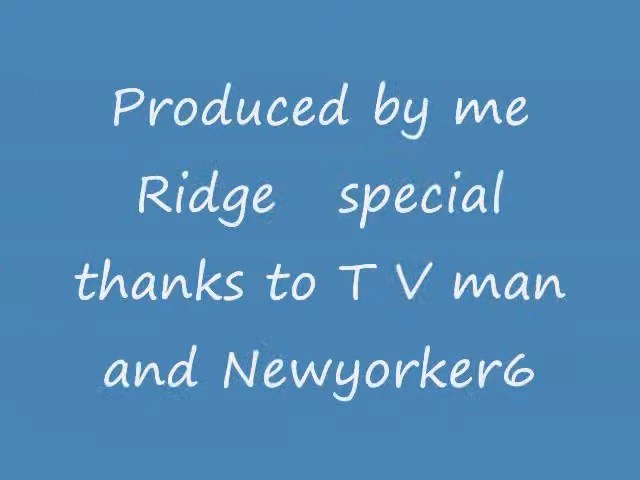 Produced by me
Ridge special
thanks to T V man
and Newyorker6